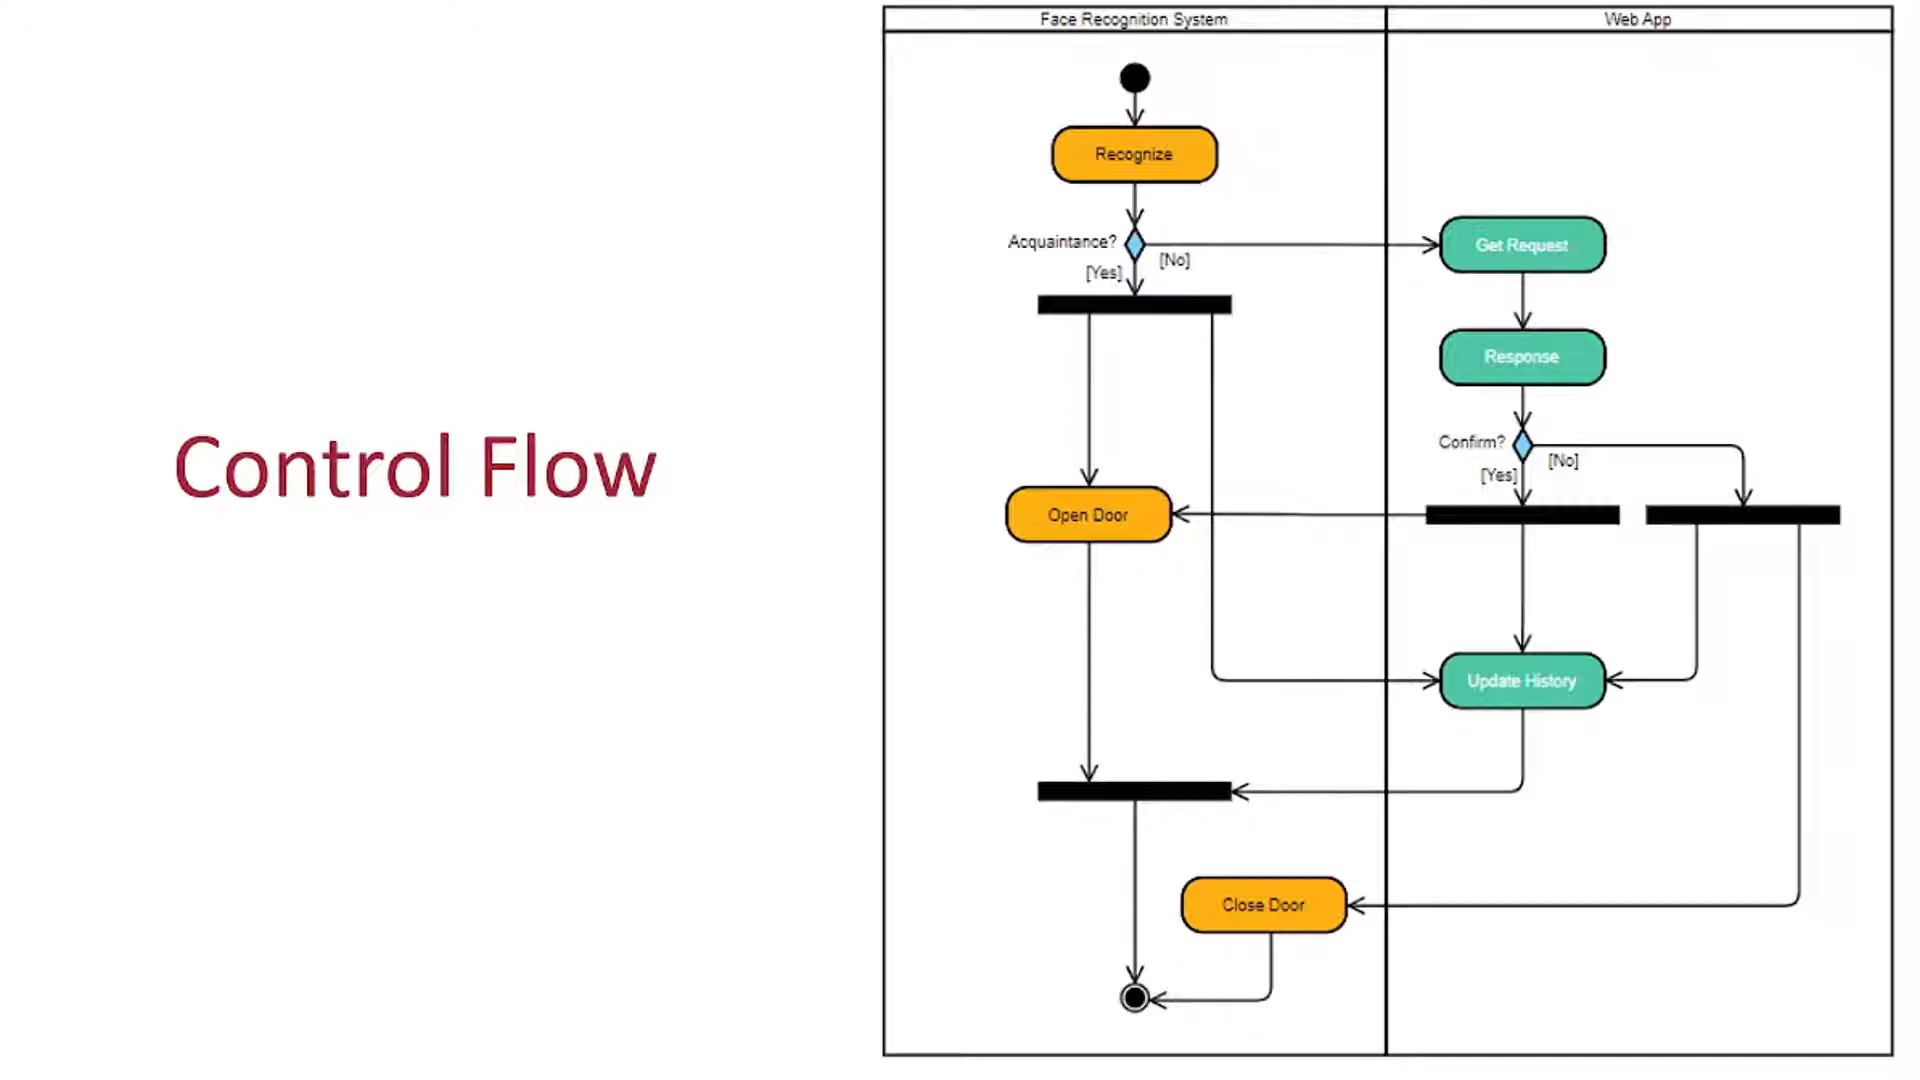 Control Flow
Face Recognition System
Web App
Recognize
Acquaintance?
[No]
[Yes]
Get Request
Response
Confirm?
[No]
[Yes]
Open Door
Update History
Close Door